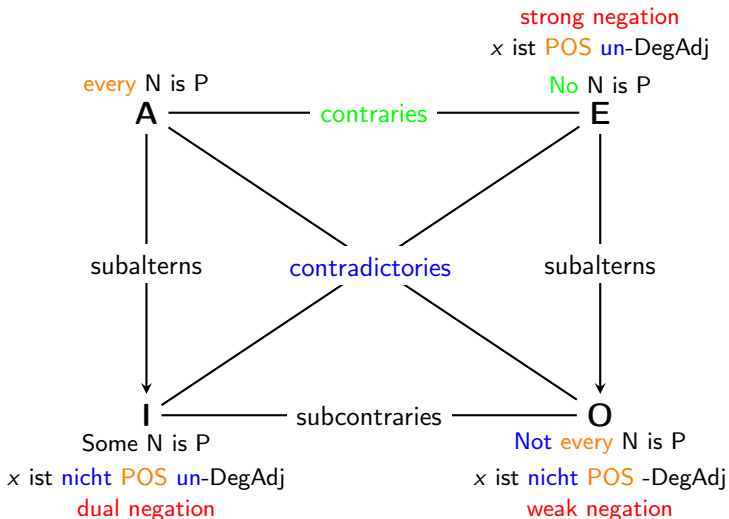 strong negation
x ist POS un-DegAdj
every N is P
No N is P
A
contraries
E
subalterns
contradictories
subalterns
I
subcontraries
O
Some N is P
Not every N is P
x ist nicht POS un-DegAdj
x ist nicht POS -DegAdj
dual negation
weak negation